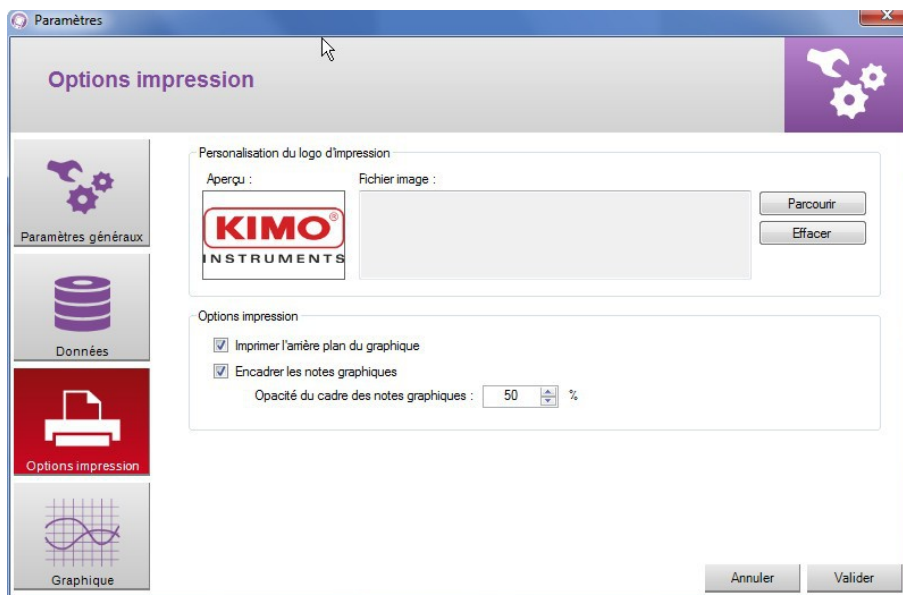 Paramètres
x
Options impression
Paramètres généraux
Données
Options impression
Graphique
Personalisation du logo d'impression
Aperçu :
Fichier image :
KIMO®
INSTRUMENTS
Parcourir
Effacer
Options impression
Imprimer l'arrière plan du graphique
Encadrer les notes graphiques
Opacité du cadre des notes graphiques : 50 %
Annuler
Valider